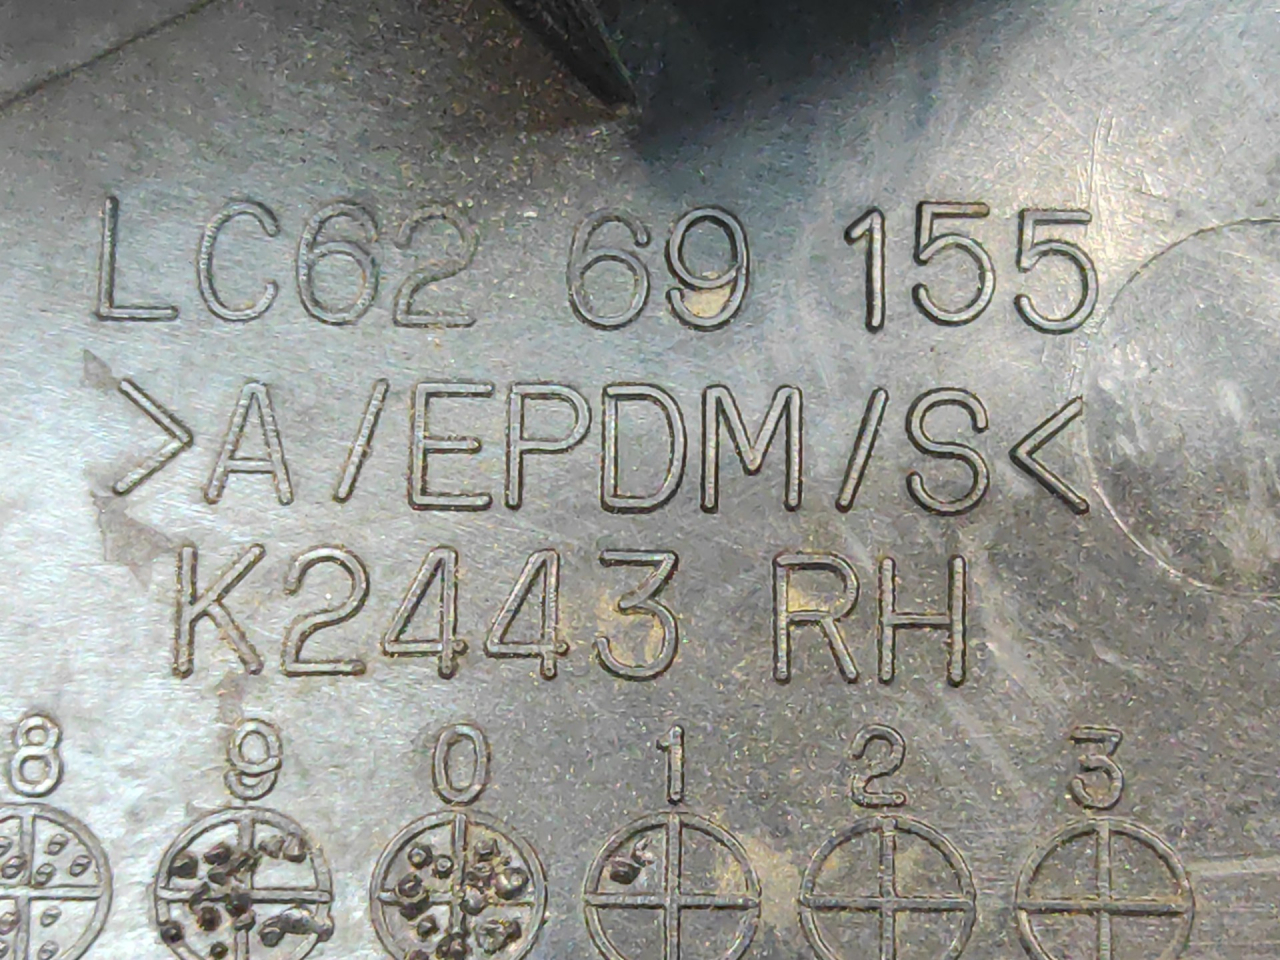 LC62 69 155
>A/EPDM/S<
K2443 RH
8 9 0 1 2 3